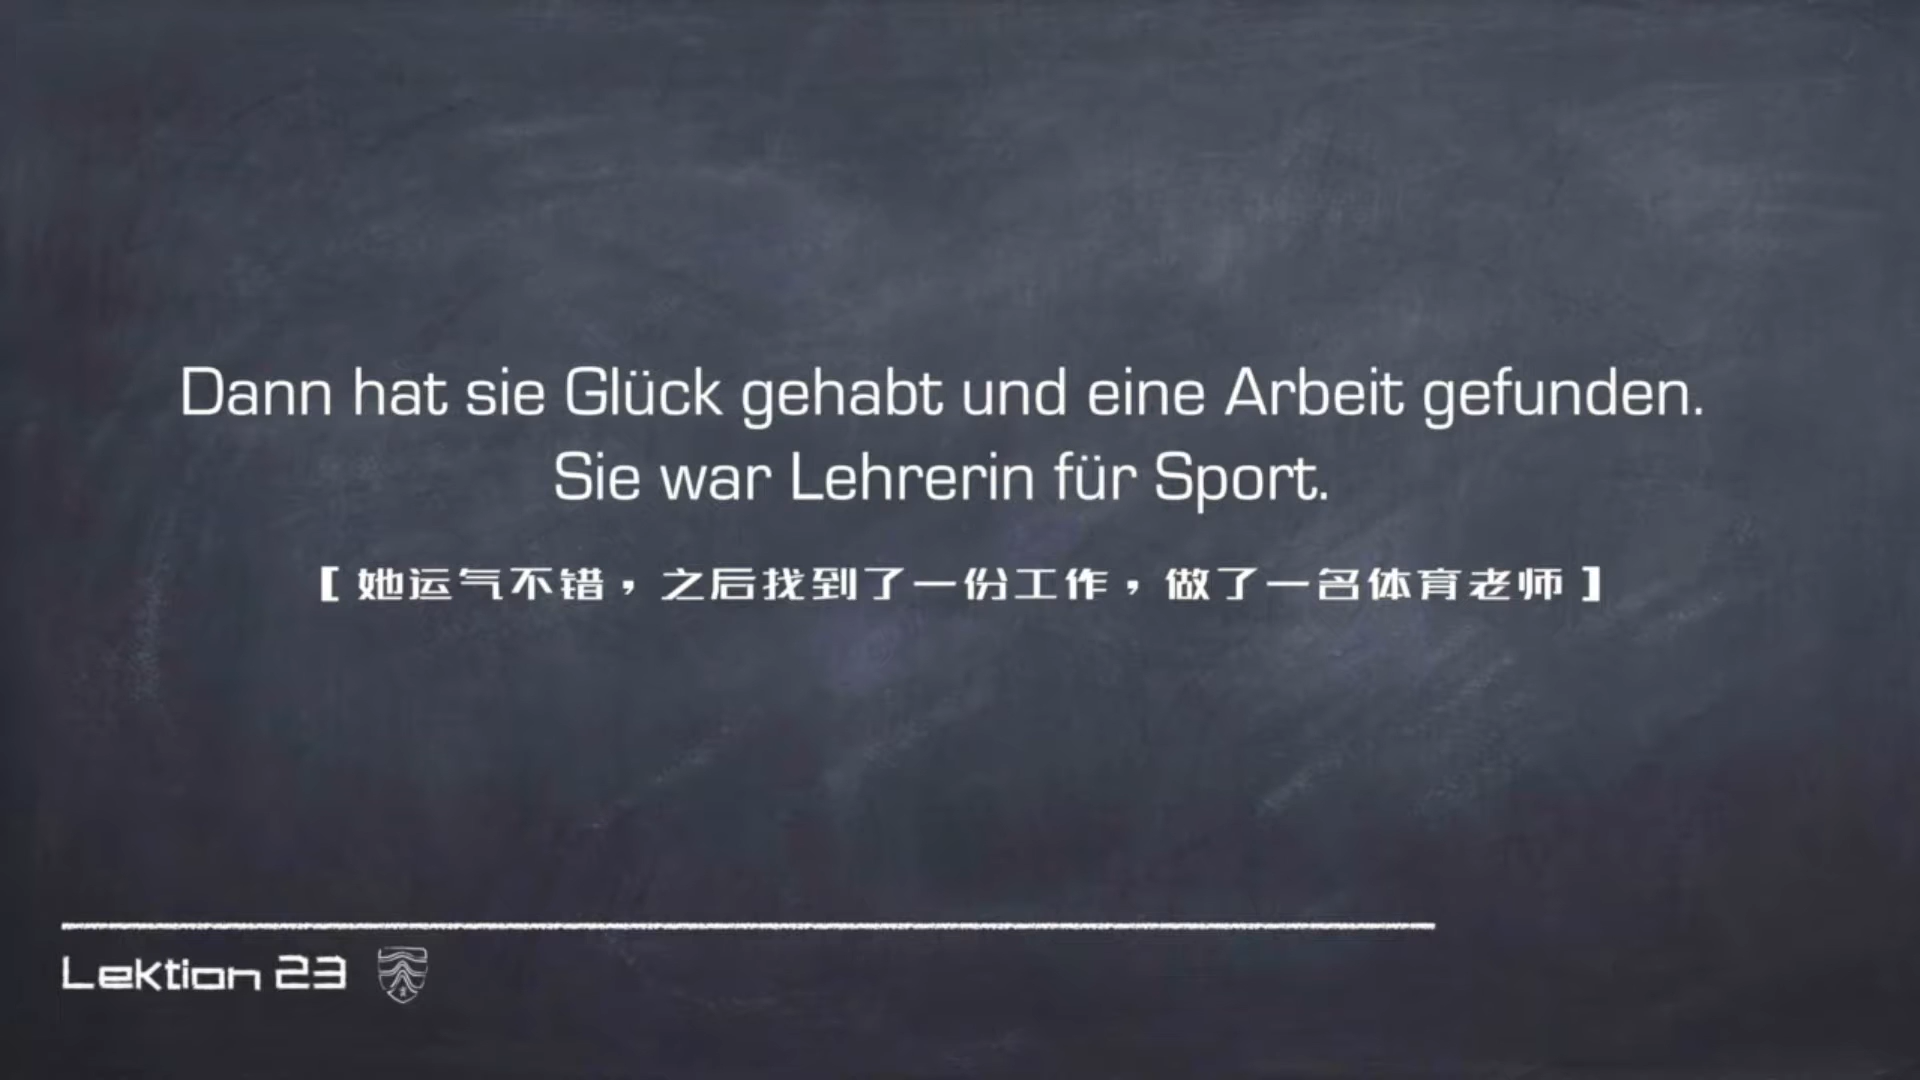 Dann hat sie Glück gehabt und eine Arbeit gefunden.
Sie war Lehrerin für Sport.
[ 她运气不错，之后找到了一份工作，做了一名体育老师 ]
Lektion 23